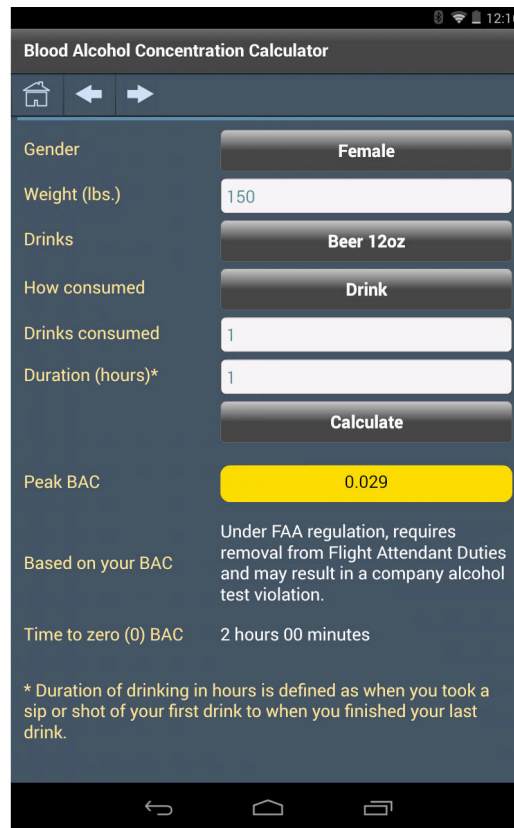 12:10
Blood Alcohol Concentration Calculator
Gender Female
Weight (lbs.) 150
Drinks Beer 12oz
How consumed Drink
Drinks consumed 1
Duration (hours)* 1
Calculate
Peak BAC 0.029
Based on your BAC
Under FAA regulation, requires
removal from Flight Attendant Duties
and may result in a company alcohol
test violation.
Time to zero (0) BAC 2 hours 00 minutes
* Duration of drinking in hours is defined as when you took a
sip or shot of your first drink to when you finished your last
drink.